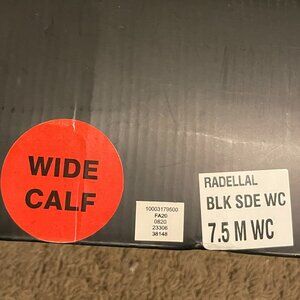 WIDE
CALF
10003179500
FA20
0820
23306
38148
RADELLAL
BLK SDE WC
7.5 M WC